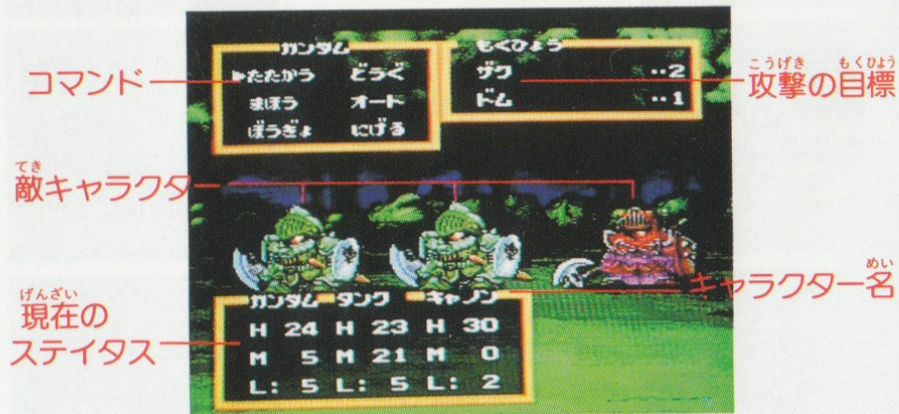 ガンダム
▶たたかう どうぐ
まほう オート
ぼうぎょ にげる
もくひょう
ザク ‥2
ドム ‥1
コマンド
こうげき もくひょう
攻撃の目標
てき
敵キャラクタ
めい
キャラクター名
げんざい
現在の
ステイタス
ガンダム タンク キャノン
H 24 H 23 H 30
M 5 M 21 M 0
L: 5 L: 5 L: 2